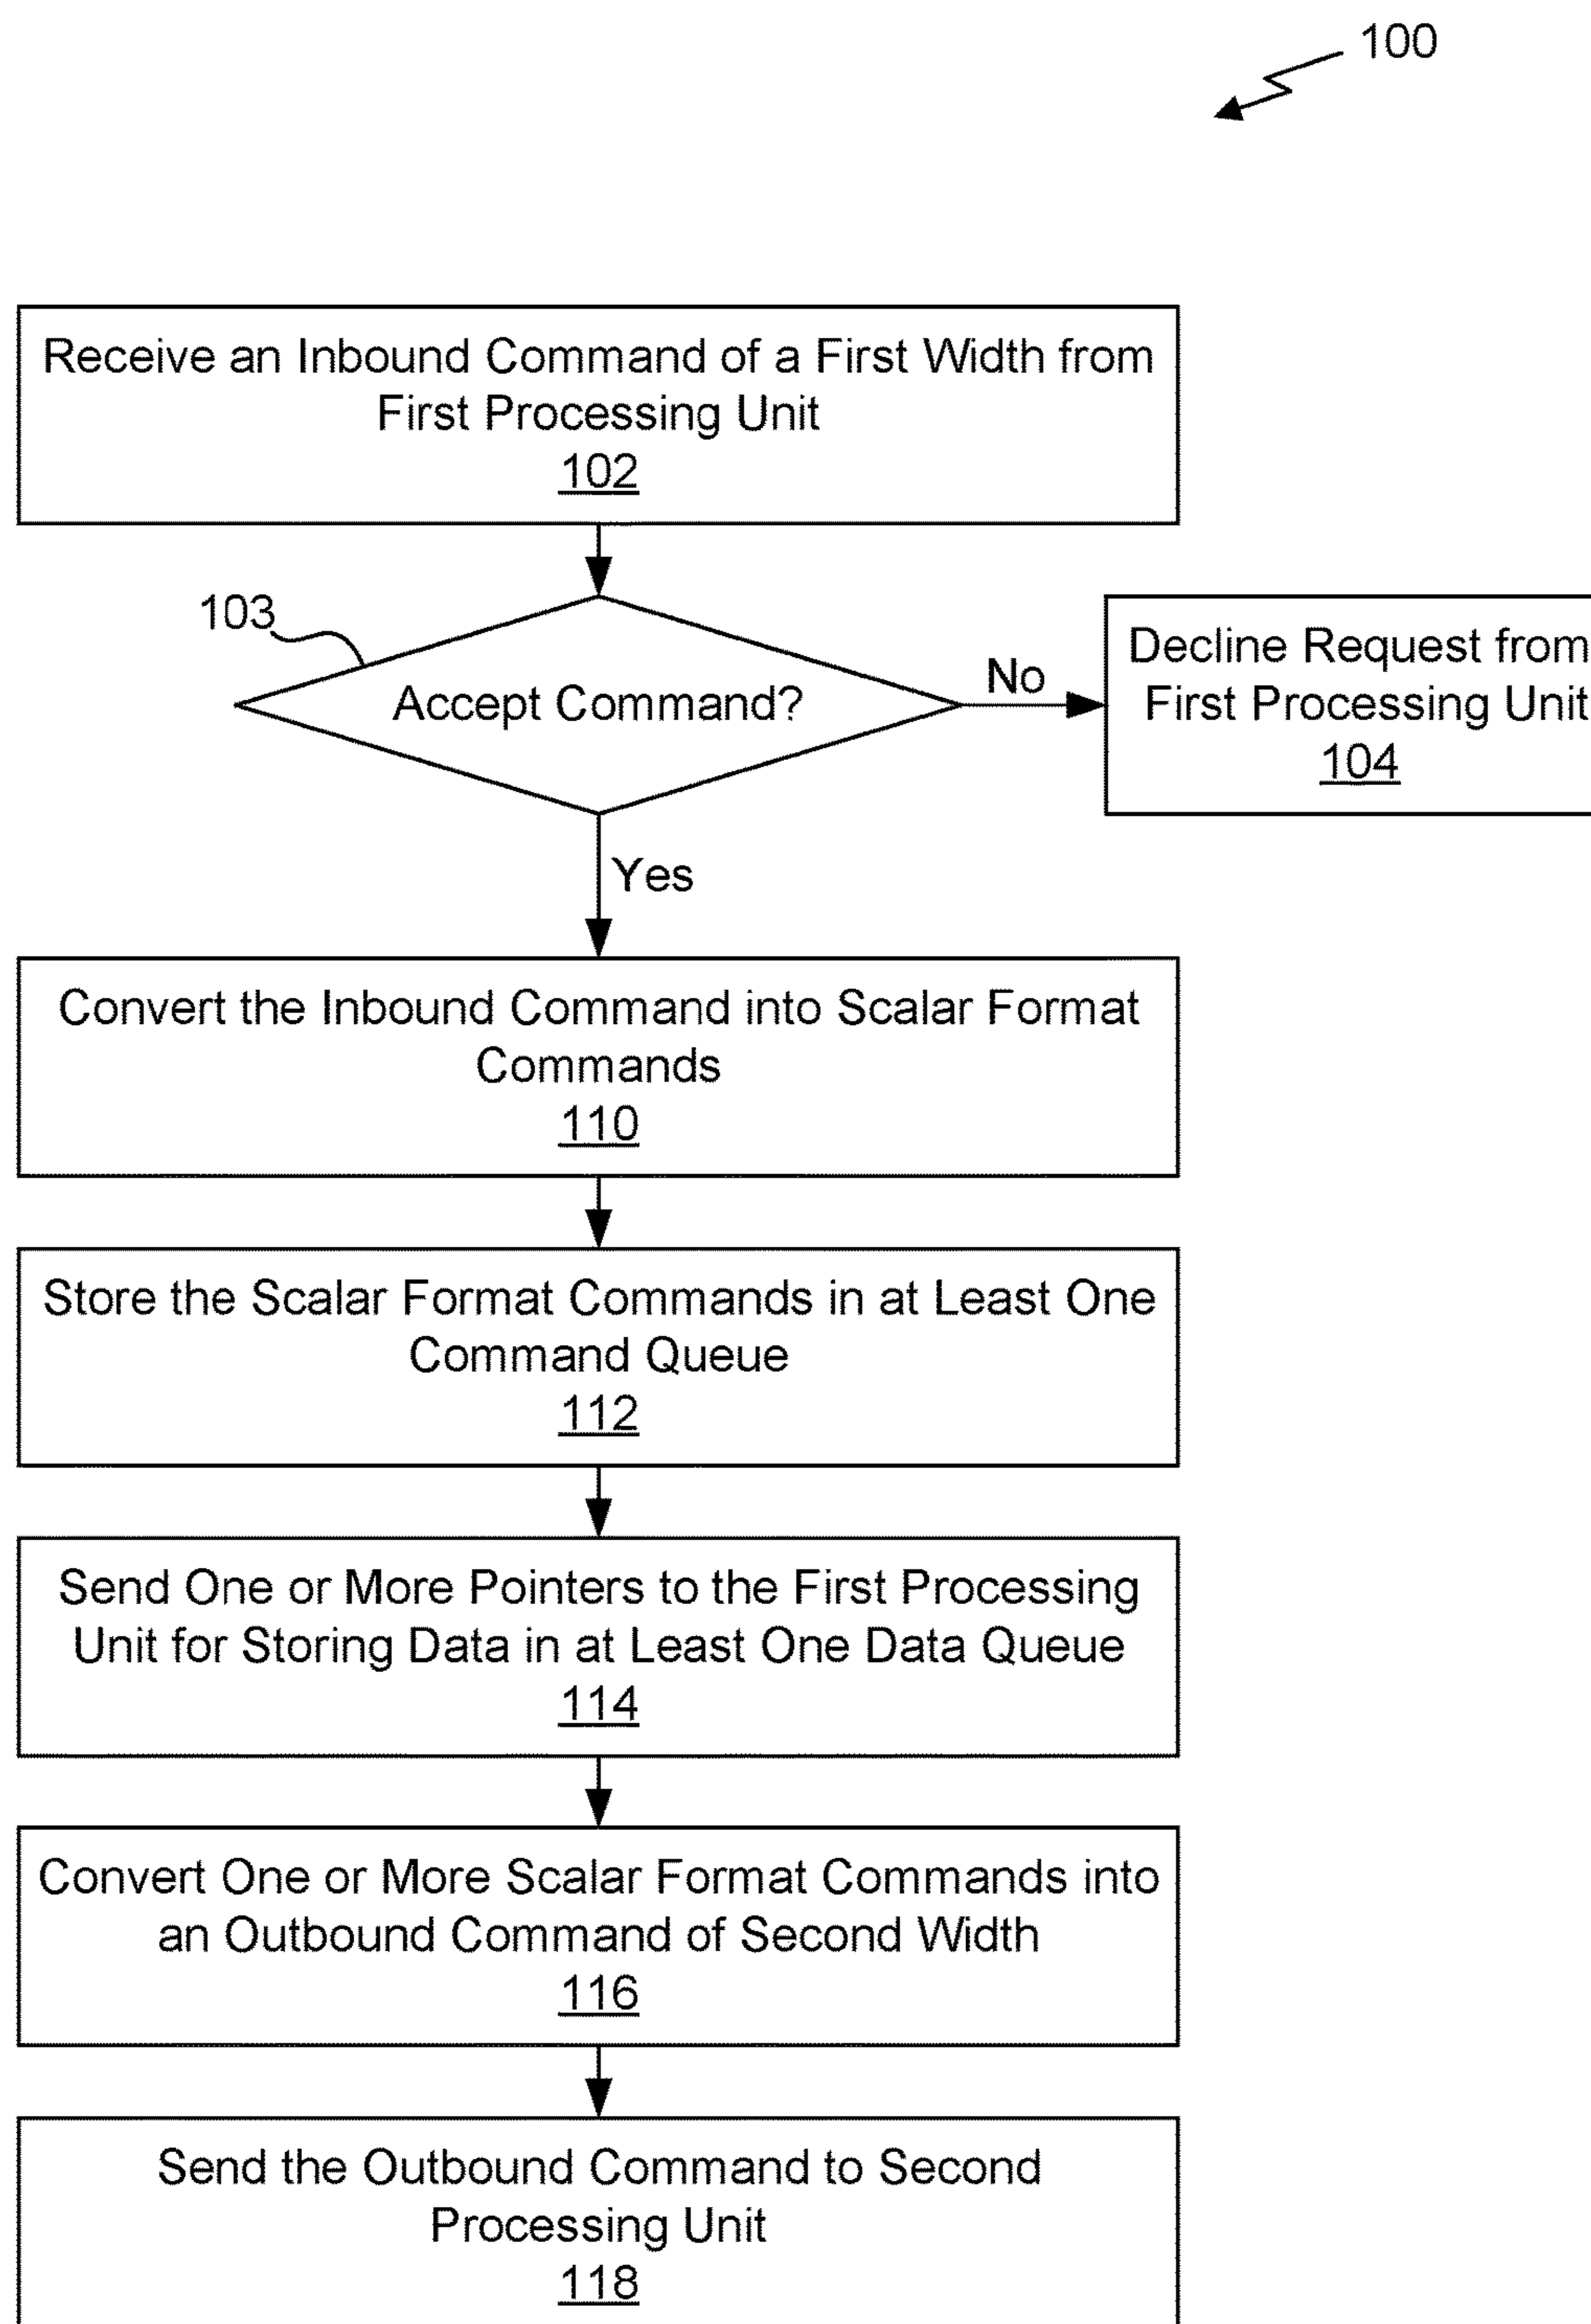 100
Receive an Inbound Command of a First Width from
First Processing Unit
102
103
Accept Command?
No
Decline Request from
First Processing Unit
104
Yes
Convert the Inbound Command into Scalar Format
Commands
110
Store the Scalar Format Commands in at Least One
Command Queue
112
Send One or More Pointers to the First Processing
Unit for Storing Data in at Least One Data Queue
114
Convert One or More Scalar Format Commands into
an Outbound Command of Second Width
116
Send the Outbound Command to Second
Processing Unit
118